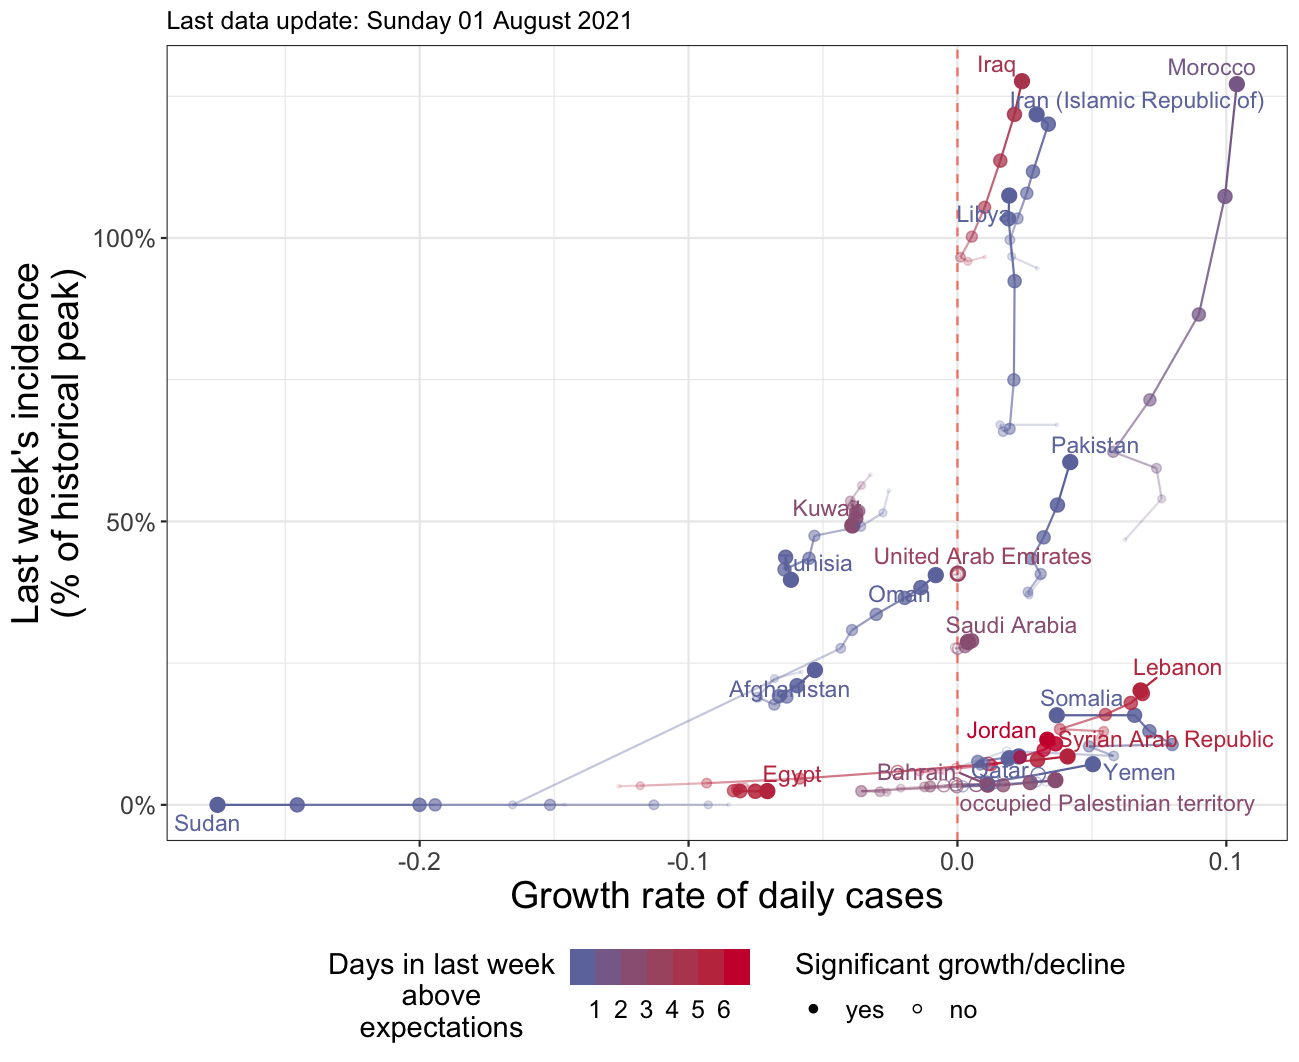 Last data update: Sunday 01 August 2021
Iraq
Morocco
Iran (Islamic Republic of)
Libya
100%
Pakistan
Kuwait
50%
United Arab Emirates
Tunisia
Oman
Saudi Arabia
Lebanon
Afghanistan
Somalia
Jordan
Syrian Arab Republic
Egypt
Bahrain
Qatar
Yemen
0%
occupied Palestinian territory
Sudan
-0.2
-0.1
0.0
0.1
Last week's incidence
(% of historical peak)
Growth rate of daily cases
Days in last week
above
expectations
1 2 3 4 5 6
Significant growth/decline
yes
no